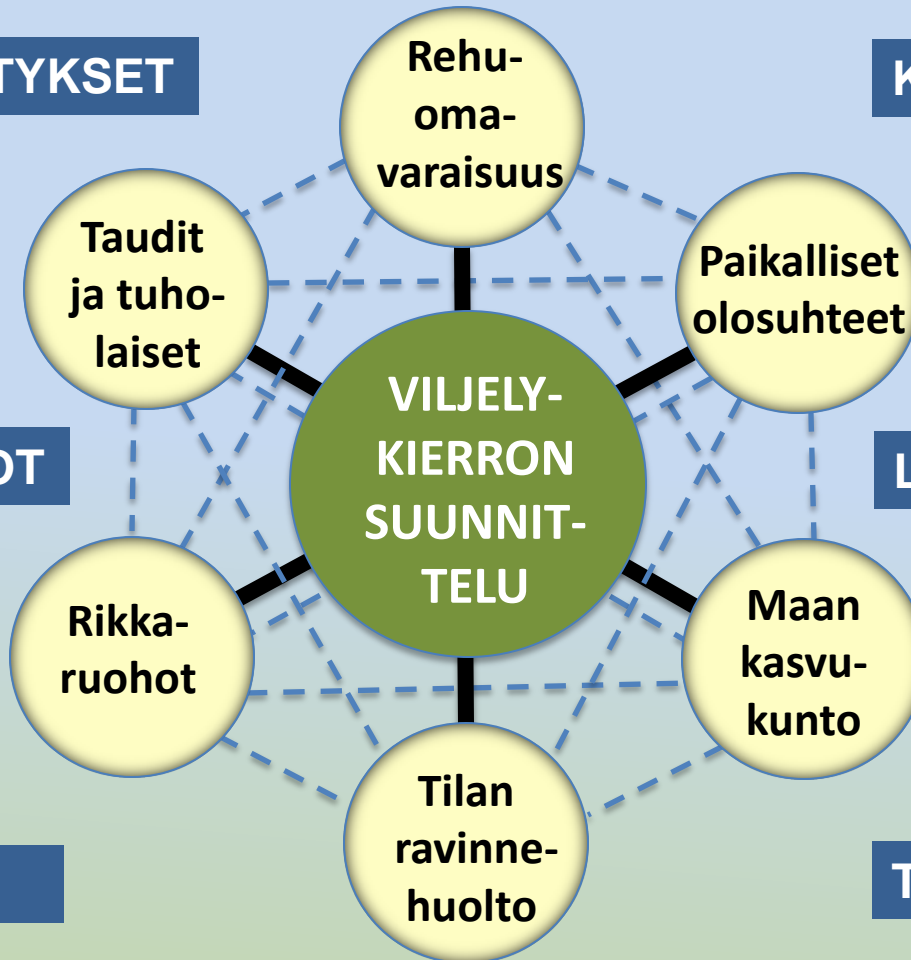 TYKSET
K
Rehu-
oma-
varaisuus
Taudit
ja tuho-
laiset
Paikalliset
olosuhteet
VILJELY-
KIERRON
SUUNNIT-
TELU
OT
L
Rikka-
ruohot
Maan
kasvu-
kunto
Tilan
ravinne-
huolto
T